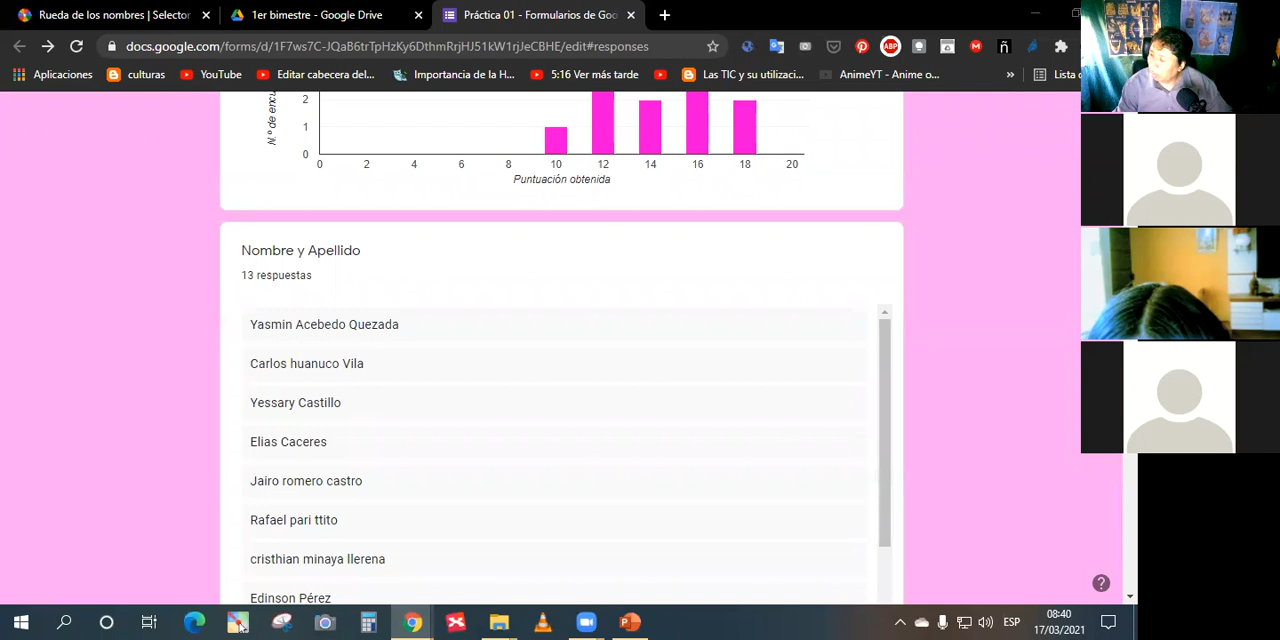 Rueda de los nombres | Selector
1er bimestre - Google Drive
Práctica 01 - Formularios de Goo
docs.google.com/forms/d/1F7ws7C-JQaB6trTpHzKy6DthmRrjHJ51kW1rjJeCBHE/edit#responses
ABP
M
ñ
Aplicaciones
culturas
YouTube
Editar cabecera del...
Importancia de la H...
5:16 Ver más tarde
Las TIC y su utilizaci...
AnimeYT - Anime o...
»
Lista
2
1
0
N.º de encu
0 2 4 6 8 10 12 14 16 18 20
Puntuación obtenida
Nombre y Apellido
13 respuestas
Yasmin Acebedo Quezada
Carlos huanuco Vila
Yessary Castillo
Elias Caceres
Jairo romero castro
Rafael pari ttito
cristhian minaya llerena
Edinson Pérez
ESP
08:40
17/03/2021